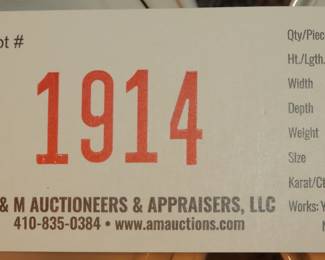 ot #
1914
& M AUCTIONEERS & APPRAISERS, LLC
410-835-0384 • www.amauctions.com
Qty/Piec
Ht./Lgth.
Width
Depth
Weight
Size
Karat/Ct
Works: Y
N